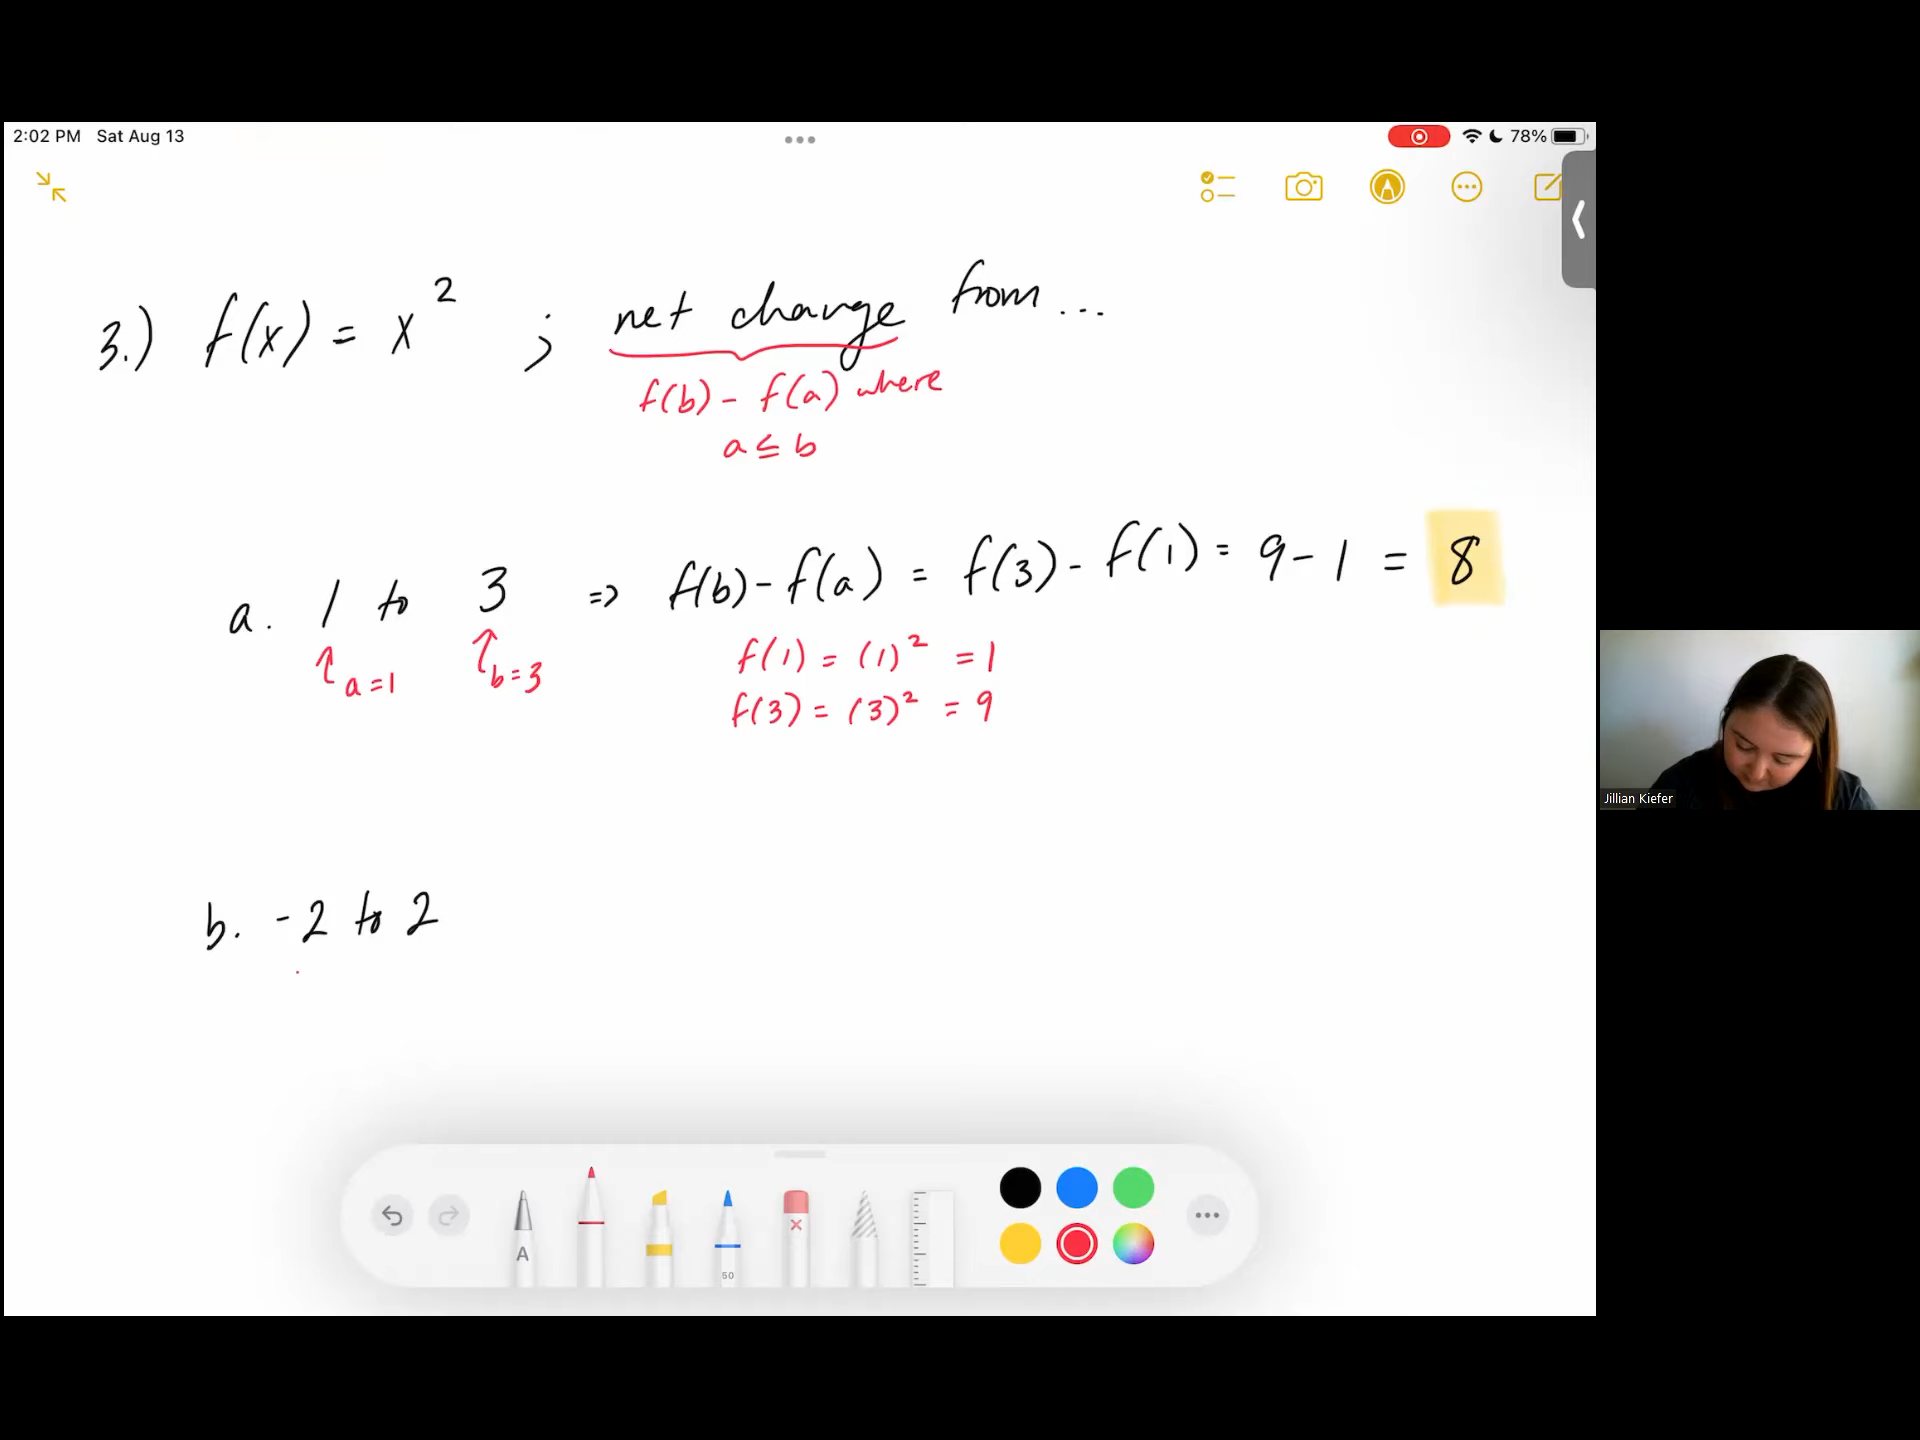 2:02 PM Sat Aug 13
78%
3.) f(x) = x² ; net change from...
f(b) - f(a) where
a ≤ b
a. 1 to 3 => f(b) - f(a) = f(3) - f(1) = 9 - 1 = 8
a=1 b=3
f(1) = (1)² = 1
f(3) = (3)² = 9
Jillian Kiefer
b. -2 to 2
A
50